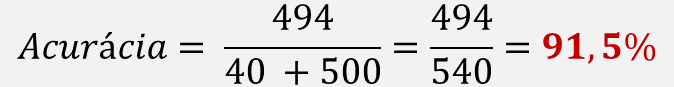 Acurácia = 494 / 40 + 500 = 494 / 540 = 91,5%